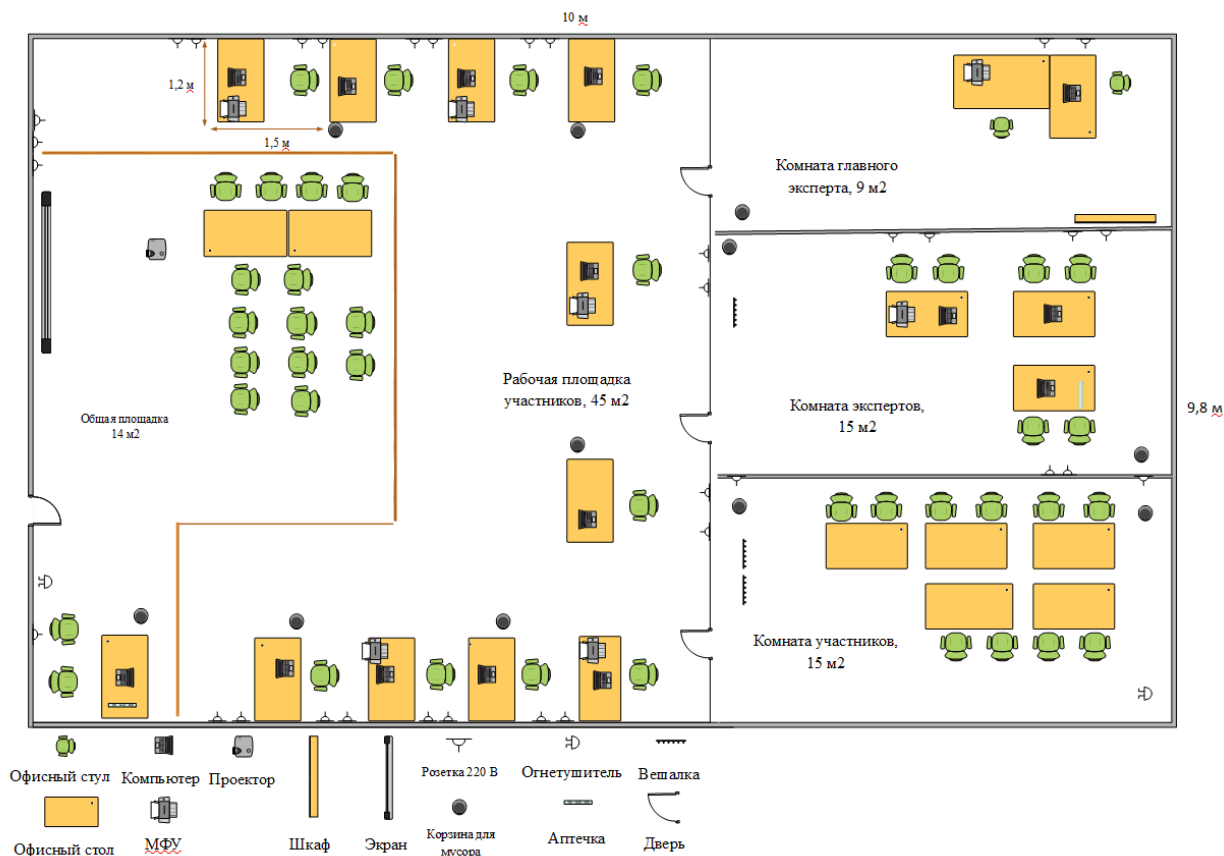 10 м
1,2 м
1,5 м
Комната главного
эксперта, 9 м2
Рабочая площадка
участников, 45 м2
Общая площадка
14 м2
Комната экспертов,
15 м2
9,8 м
Комната участников,
15 м2
Офисный стул
Компьютер
Проектор
Розетка 220 В
Огнетушитель
Вешалка
Офисный стол
МФУ
Шкаф
Экран
Корзина для
мусора
Аптечка
Дверь